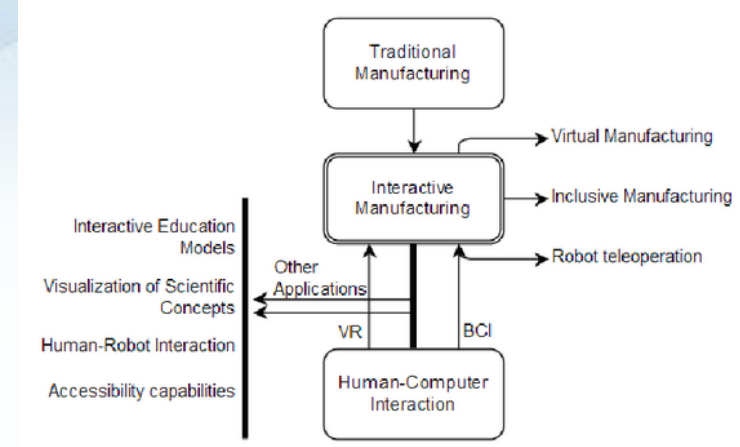 Traditional
Manufacturing
Virtual Manufacturing
Interactive
Manufacturing
Inclusive Manufacturing
Robot teleoperation
Interactive Education
Models
Visualization of Scientific
Concepts
Human-Robot Interaction
Accessibility capabilities
Other
Applications
VR
BCI
Human-Computer
Interaction